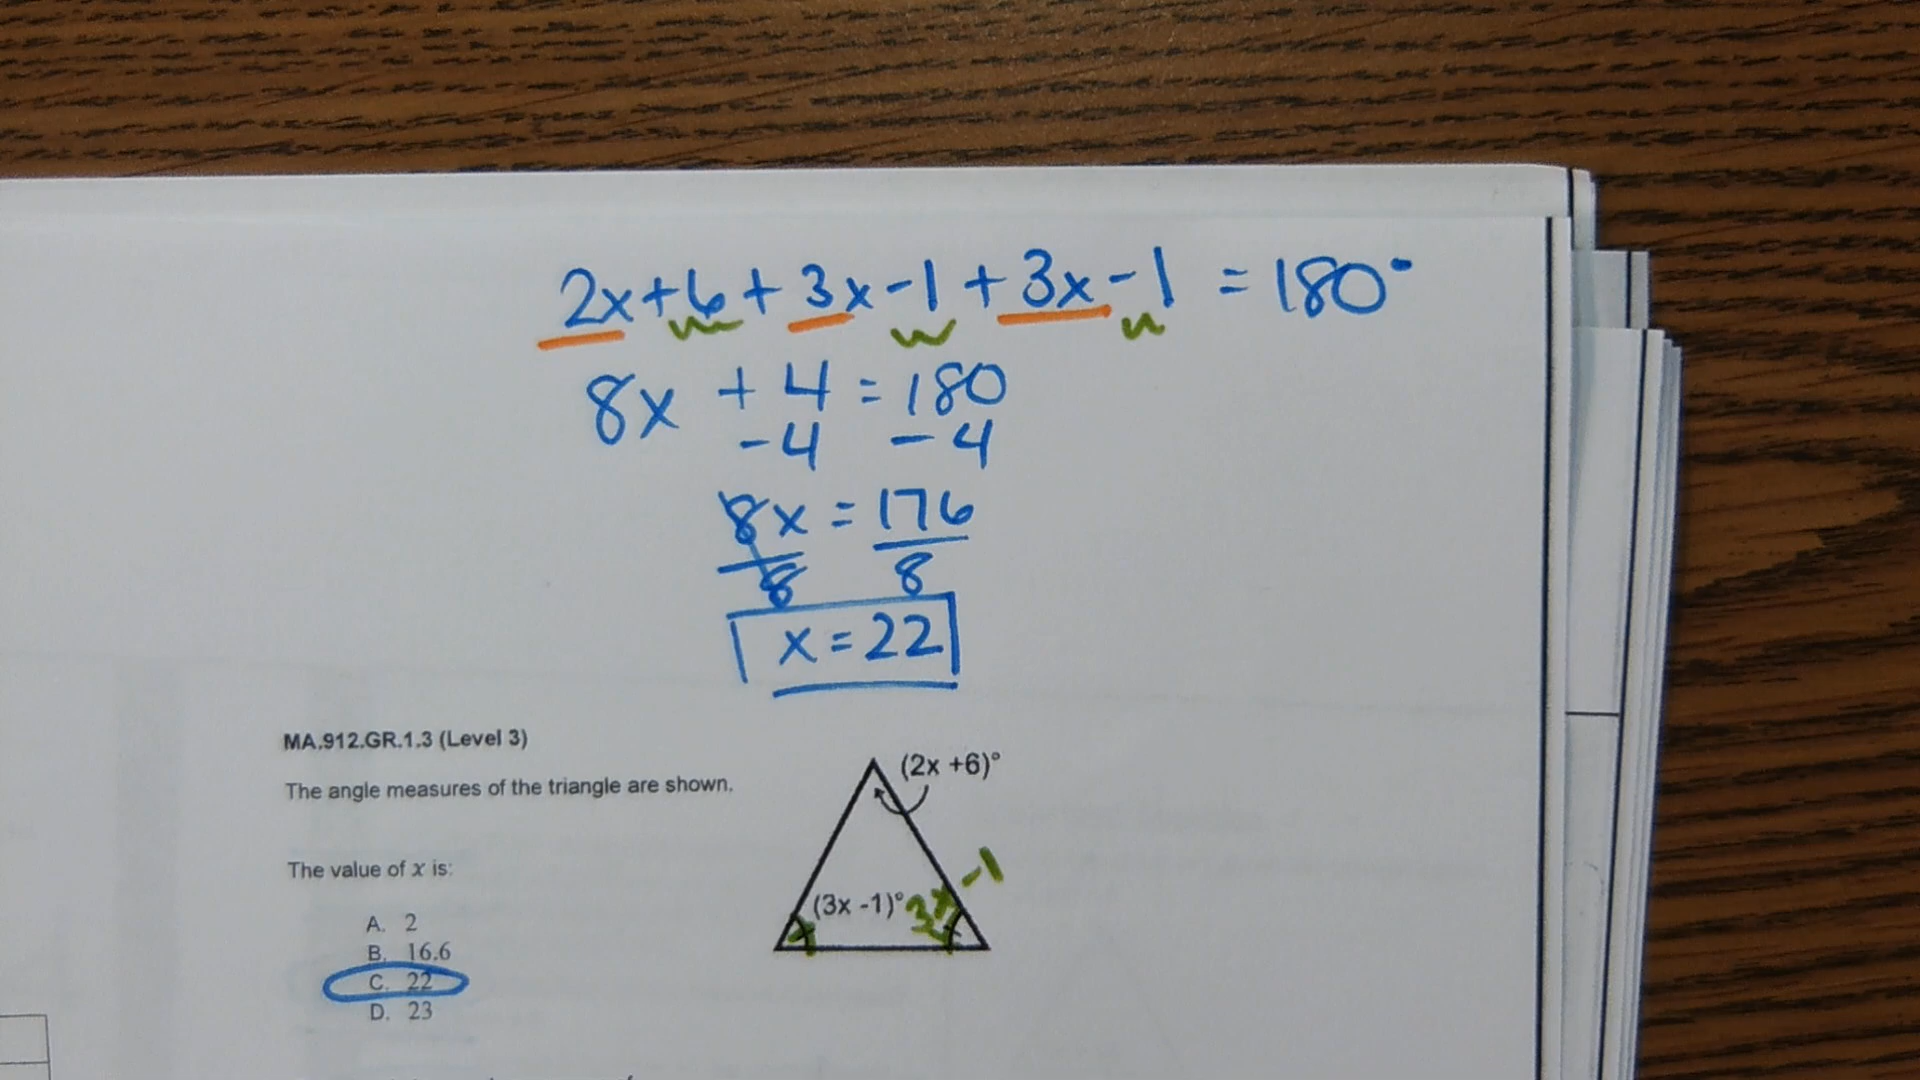 2x+6+3x-1+3x-1 = 180°
8x + 4 = 180
-4 -4
8x = 176
8 8
x = 22
MA.912.GR.1.3 (Level 3)
The angle measures of the triangle are shown.
(2x +6)°
The value of x is:
(3x -1)° 3x-1
A. 2
B. 16.6
C. 22
D. 23